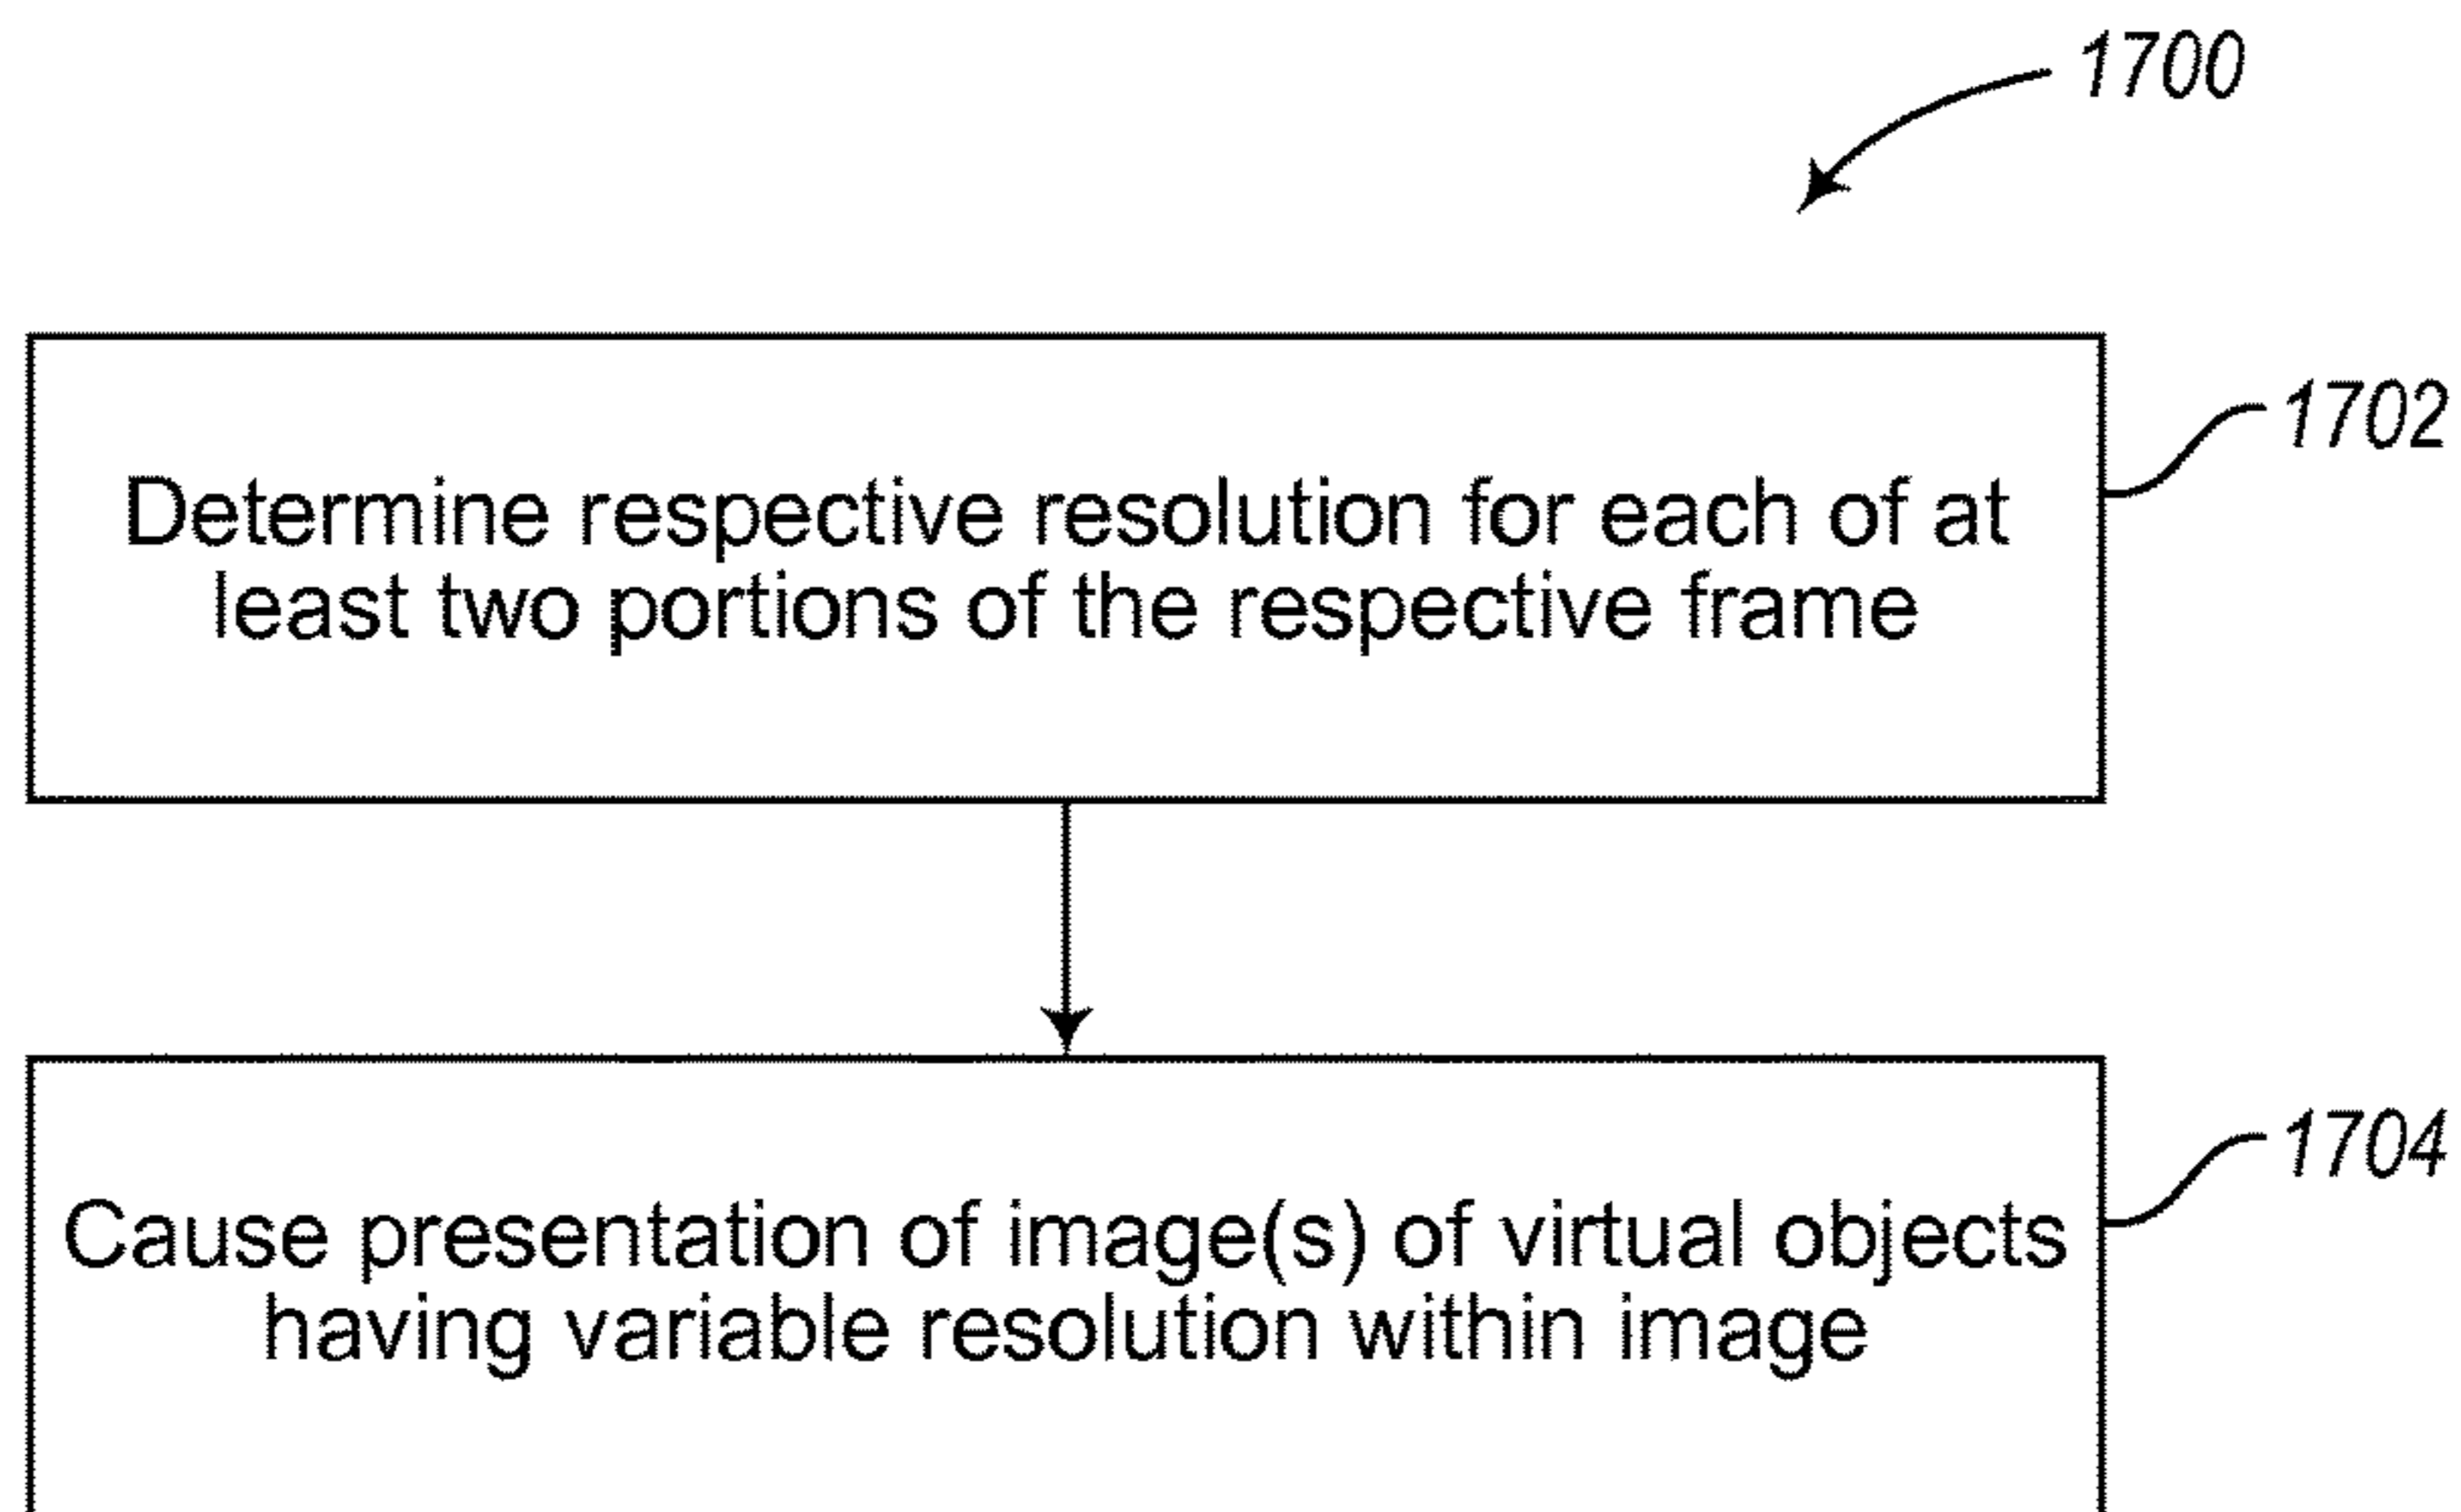 1700
1702
Determine respective resolution for each of at
least two portions of the respective frame
1704
Cause presentation of image(s) of virtual objects
having variable resolution within image